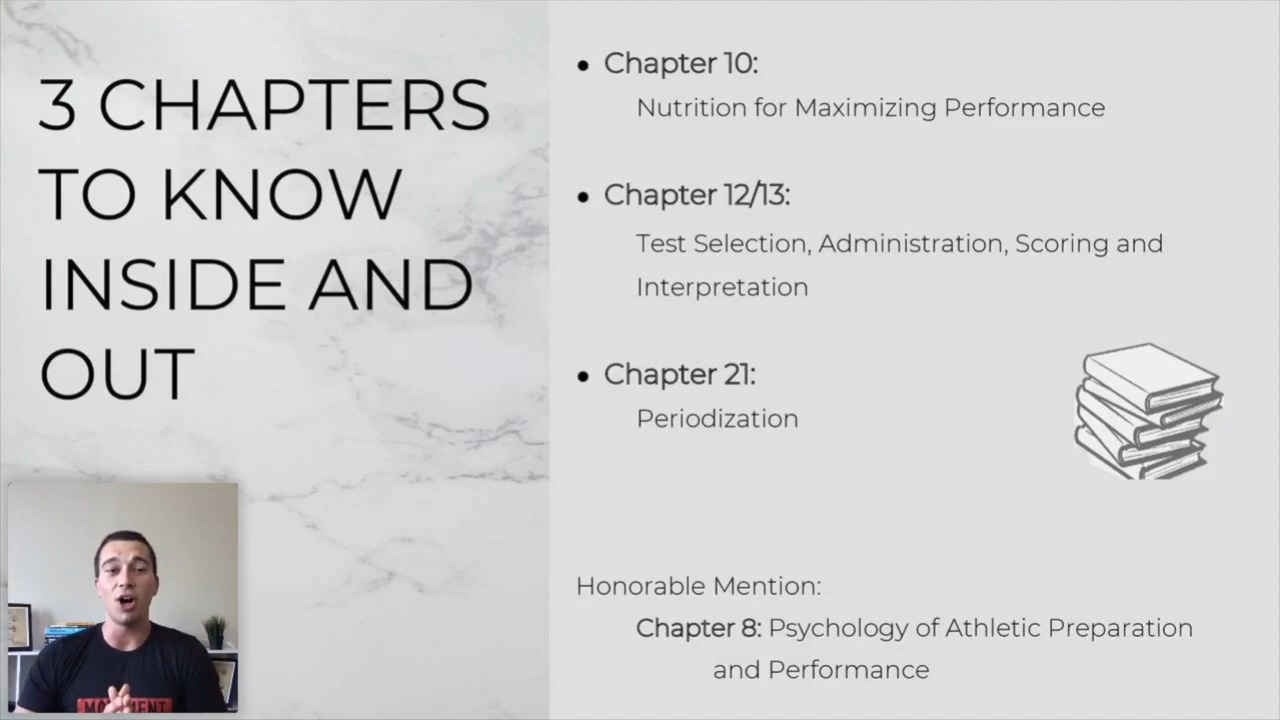 3 CHAPTERS
TO KNOW
INSIDE AND
OUT
• Chapter 10:
Nutrition for Maximizing Performance
• Chapter 12/13:
Test Selection, Administration, Scoring and
Interpretation
• Chapter 21:
Periodization
Honorable Mention:
Chapter 8: Psychology of Athletic Preparation
and Performance